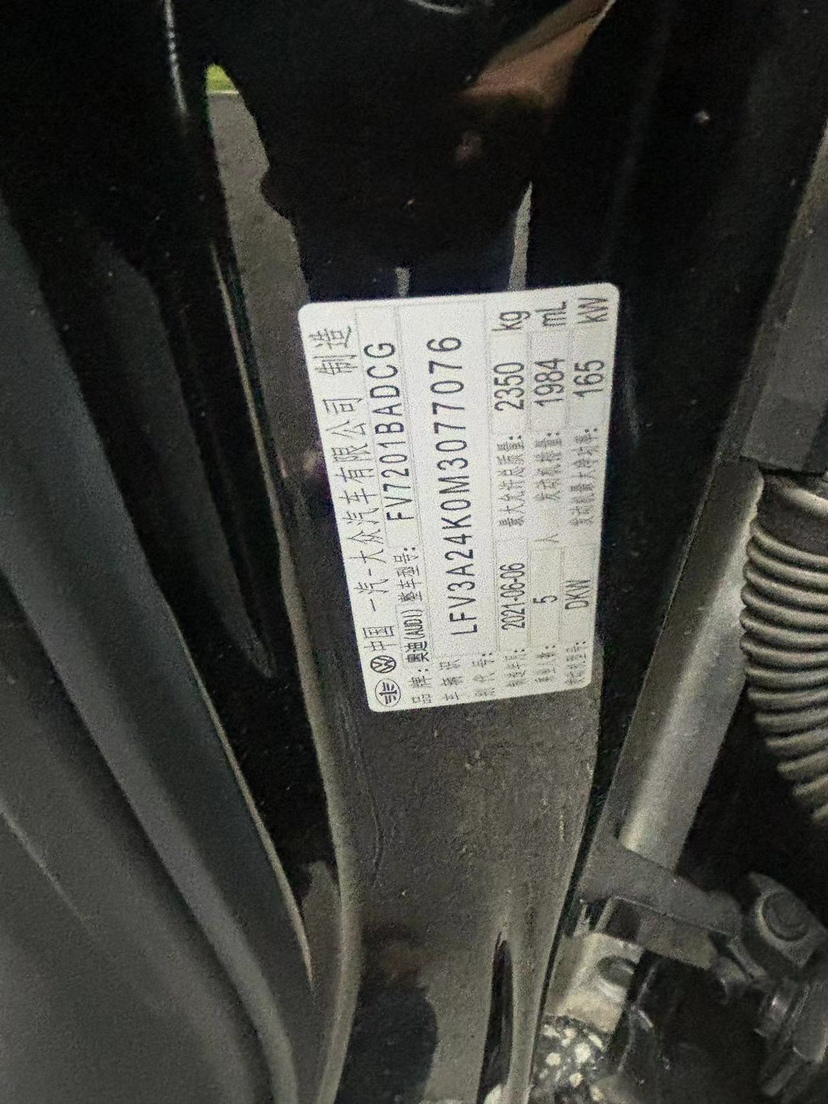 中国 一汽-大众汽车有限公司 制造
品牌：奥迪(AUDI) 整车型号：FV7201BADCG
车辆识别代号：LFV3A24K0M3077076
制造年月：2021-06-06 最大允许总质量：2350 kg
乘坐人数：5 人 发动机排量：1984 mL
发动机型号：DKW 发动机最大净功率：165 kW